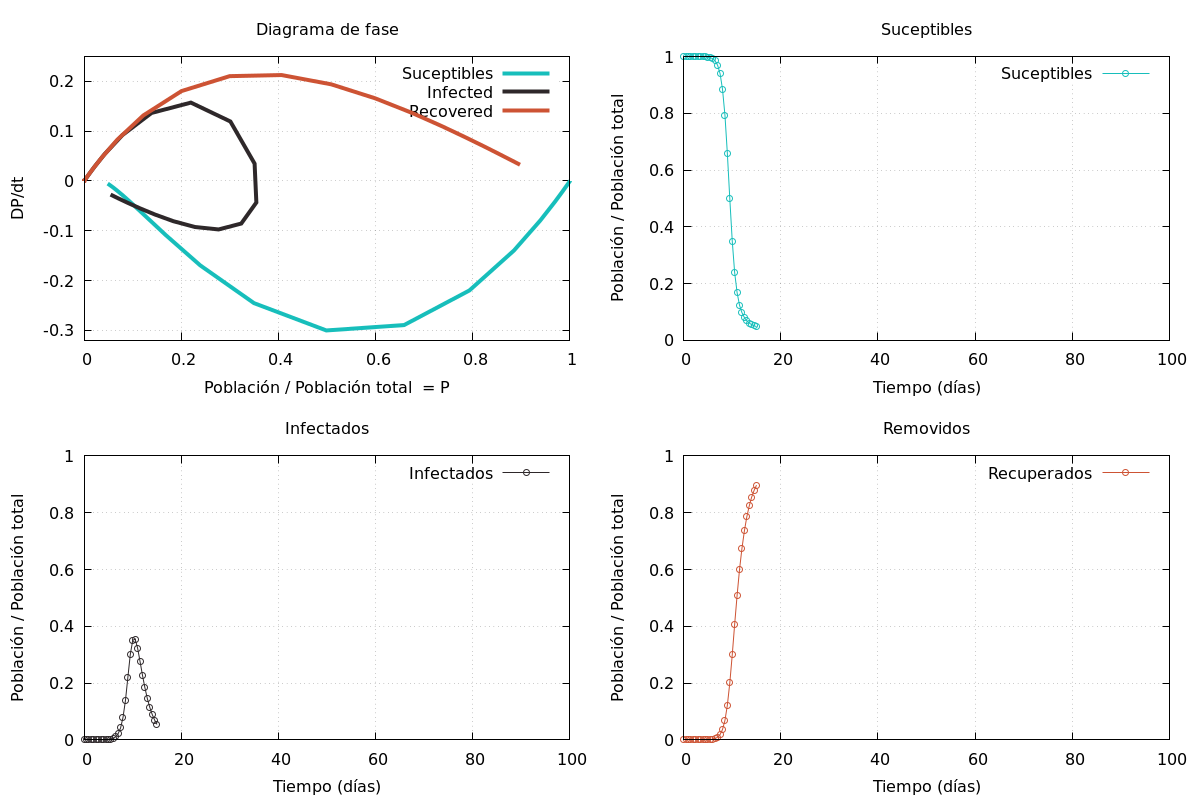 Diagrama de fase
Suceptibles
Infected
Recovered
0.2
0.1
0
-0.1
-0.2
-0.3
DP/dt
0 0.2 0.4 0.6 0.8 1
Población / Población total = P
Suceptibles
Suceptibles
1
0.8
0.6
0.4
0.2
0
Población / Población total
0 20 40 60 80 100
Tiempo (días)
Infectados
Infectados
1
0.8
0.6
0.4
0.2
0
Población / Población total
0 20 40 60 80 100
Tiempo (días)
Removidos
Recuperados
1
0.8
0.6
0.4
0.2
0
Población / Población total
0 20 40 60 80 100
Tiempo (días)